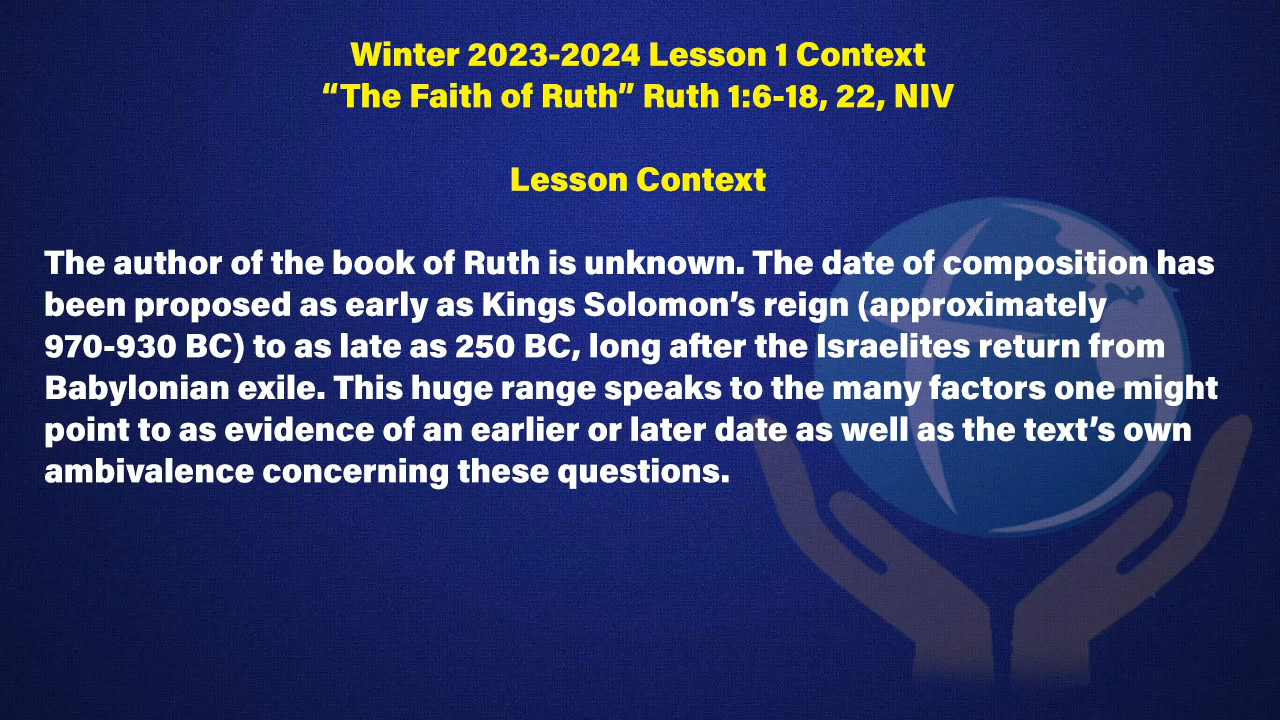 Winter 2023-2024 Lesson 1 Context
“The Faith of Ruth” Ruth 1:6-18, 22, NIV
Lesson Context
The author of the book of Ruth is unknown. The date of composition has
been proposed as early as Kings Solomon’s reign (approximately
970-930 BC) to as late as 250 BC, long after the Israelites return from
Babylonian exile. This huge range speaks to the many factors one might
point to as evidence of an earlier or later date as well as the text’s own
ambivalence concerning these questions.